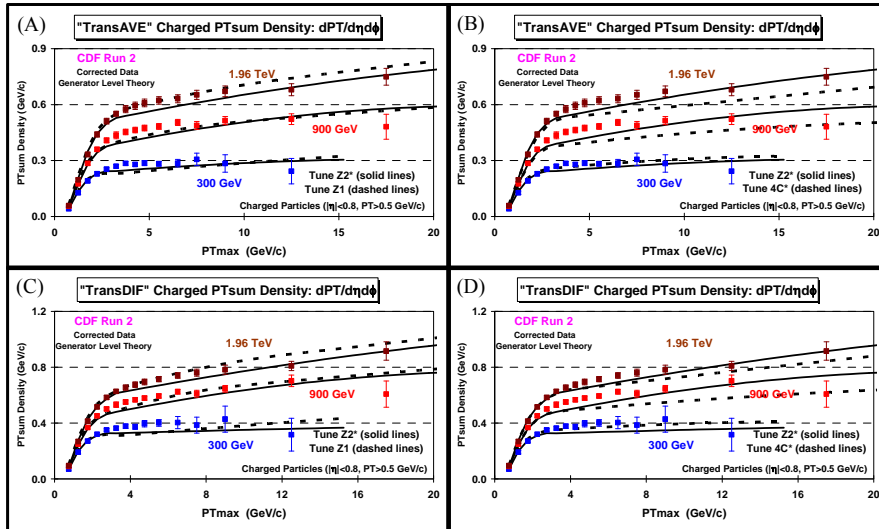 (A)
"TransAVE" Charged PTsum Density: dPT/dηdϕ
CDF Run 2
Corrected Data
Generator Level Theory
1.96 TeV
900 GeV
300 GeV
Tune Z2* (solid lines)
Tune Z1 (dashed lines)
Charged Particles (|η|<0.8, PT>0.5 GeV/c)
PTsum Density (GeV/c)
0.9
0.6
0.3
0.0
0 5 10 15 20
PTmax (GeV/c)
(B)
"TransAVE" Charged PTsum Density: dPT/dηdϕ
CDF Run 2
Corrected Data
Generator Level Theory
1.96 TeV
900 GeV
300 GeV
Tune Z2* (solid lines)
Tune 4C* (dashed lines)
Charged Particles (|η|<0.8, PT>0.5 GeV/c)
PTsum Density (GeV/c)
0.9
0.6
0.3
0.0
0 5 10 15 20
PTmax (GeV/c)
(C)
"TransDIF" Charged PTsum Density: dPT/dηdϕ
CDF Run 2
Corrected Data
Generator Level Theory
1.96 TeV
900 GeV
300 GeV
Tune Z2* (solid lines)
Tune Z1 (dashed lines)
Charged Particles (|η|<0.8, PT>0.5 GeV/c)
PTsum Density (GeV/c)
1.2
0.8
0.4
0.0
0 4 8 12 16 20
PTmax (GeV/c)
(D)
"TransDIF" Charged PTsum Density: dPT/dηdϕ
CDF Run 2
Corrected Data
Generator Level Theory
1.96 TeV
900 GeV
300 GeV
Tune Z2* (solid lines)
Tune 4C* (dashed lines)
Charged Particles (|η|<0.8, PT>0.5 GeV/c)
PTsum Density (GeV/c)
1.2
0.8
0.4
0.0
0 4 8 12 16 20
PTmax (GeV/c)